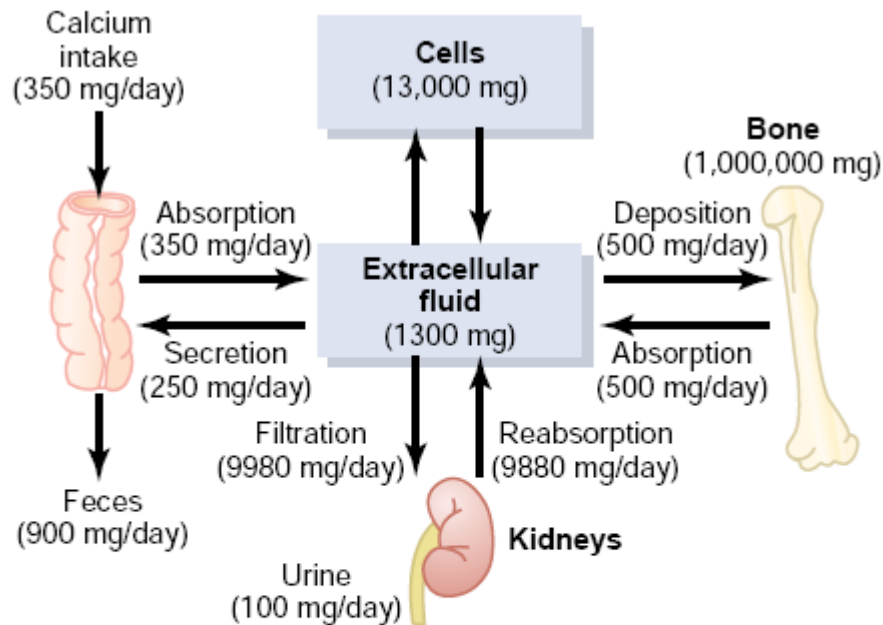 Calcium
intake
(350 mg/day)
Cells
(13,000 mg)
Bone
(1,000,000 mg)
Absorption
(350 mg/day)
Deposition
(500 mg/day)
Extracellular
fluid
(1300 mg)
Secretion
(250 mg/day)
Absorption
(500 mg/day)
Filtration
(9980 mg/day)
Reabsorption
(9880 mg/day)
Feces
(900 mg/day)
Kidneys
Urine
(100 mg/day)